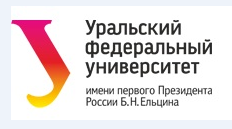 Уральский
федеральный
университет
имени первого Президента
России Б.Н.Ельцина